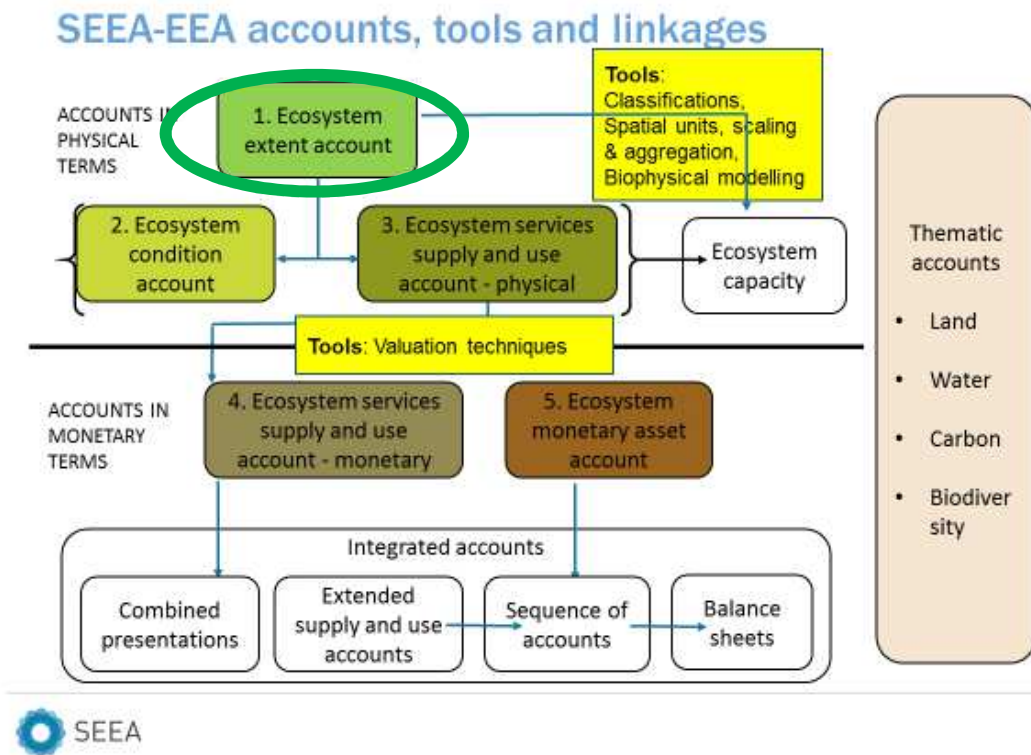 SEEA-EEA accounts, tools and linkages
ACCOUNTS IN
PHYSICAL
TERMS
1. Ecosystem
extent account
Tools:
Classifications,
Spatial units, scaling
& aggregation,
Biophysical modelling
2. Ecosystem
condition
account
3. Ecosystem services
supply and use
account - physical
Ecosystem
capacity
Tools: Valuation techniques
ACCOUNTS IN
MONETARY
TERMS
4. Ecosystem services
supply and use
account - monetary
5. Ecosystem
monetary asset
account
Integrated accounts
Combined
presentations
Extended
supply and use
accounts
Sequence of
accounts
Balance
sheets
Thematic
accounts
• Land
• Water
• Carbon
• Biodiver
sity
SEEA